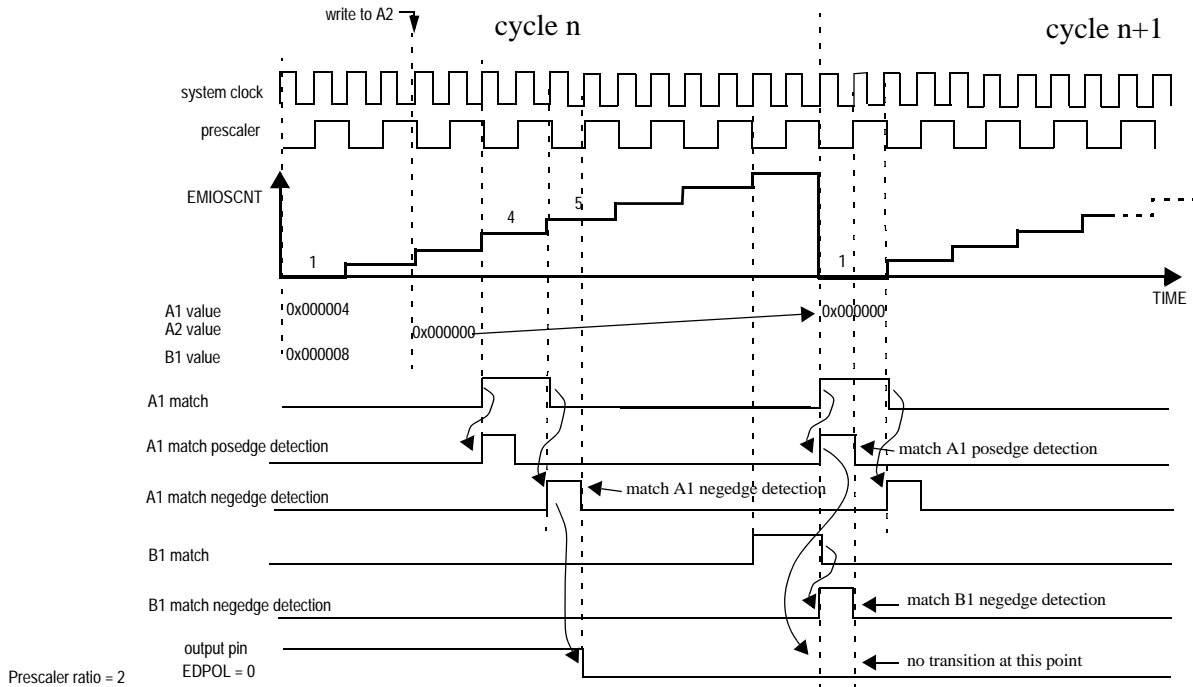 write to A2
cycle n
cycle n+1
system clock
prescaler
EMIOSCNT
1
4
5
1
TIME
A1 value
0x000004
0x000000
A2 value
0x000000
B1 value
0x000008
A1 match
A1 match posedge detection
match A1 posedge detection
A1 match negedge detection
match A1 negedge detection
B1 match
B1 match negedge detection
match B1 negedge detection
output pin
EDPOL = 0
no transition at this point
Prescaler ratio = 2